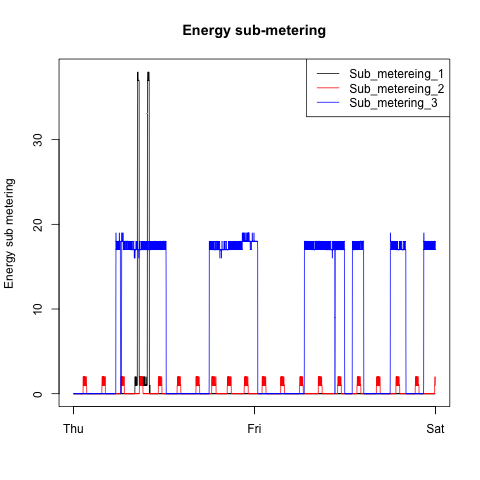 Energy sub-metering
Sub_metereing_1
Sub_metereing_2
Sub_metering_3
Energy sub metering
0
10
20
30
Thu
Fri
Sat